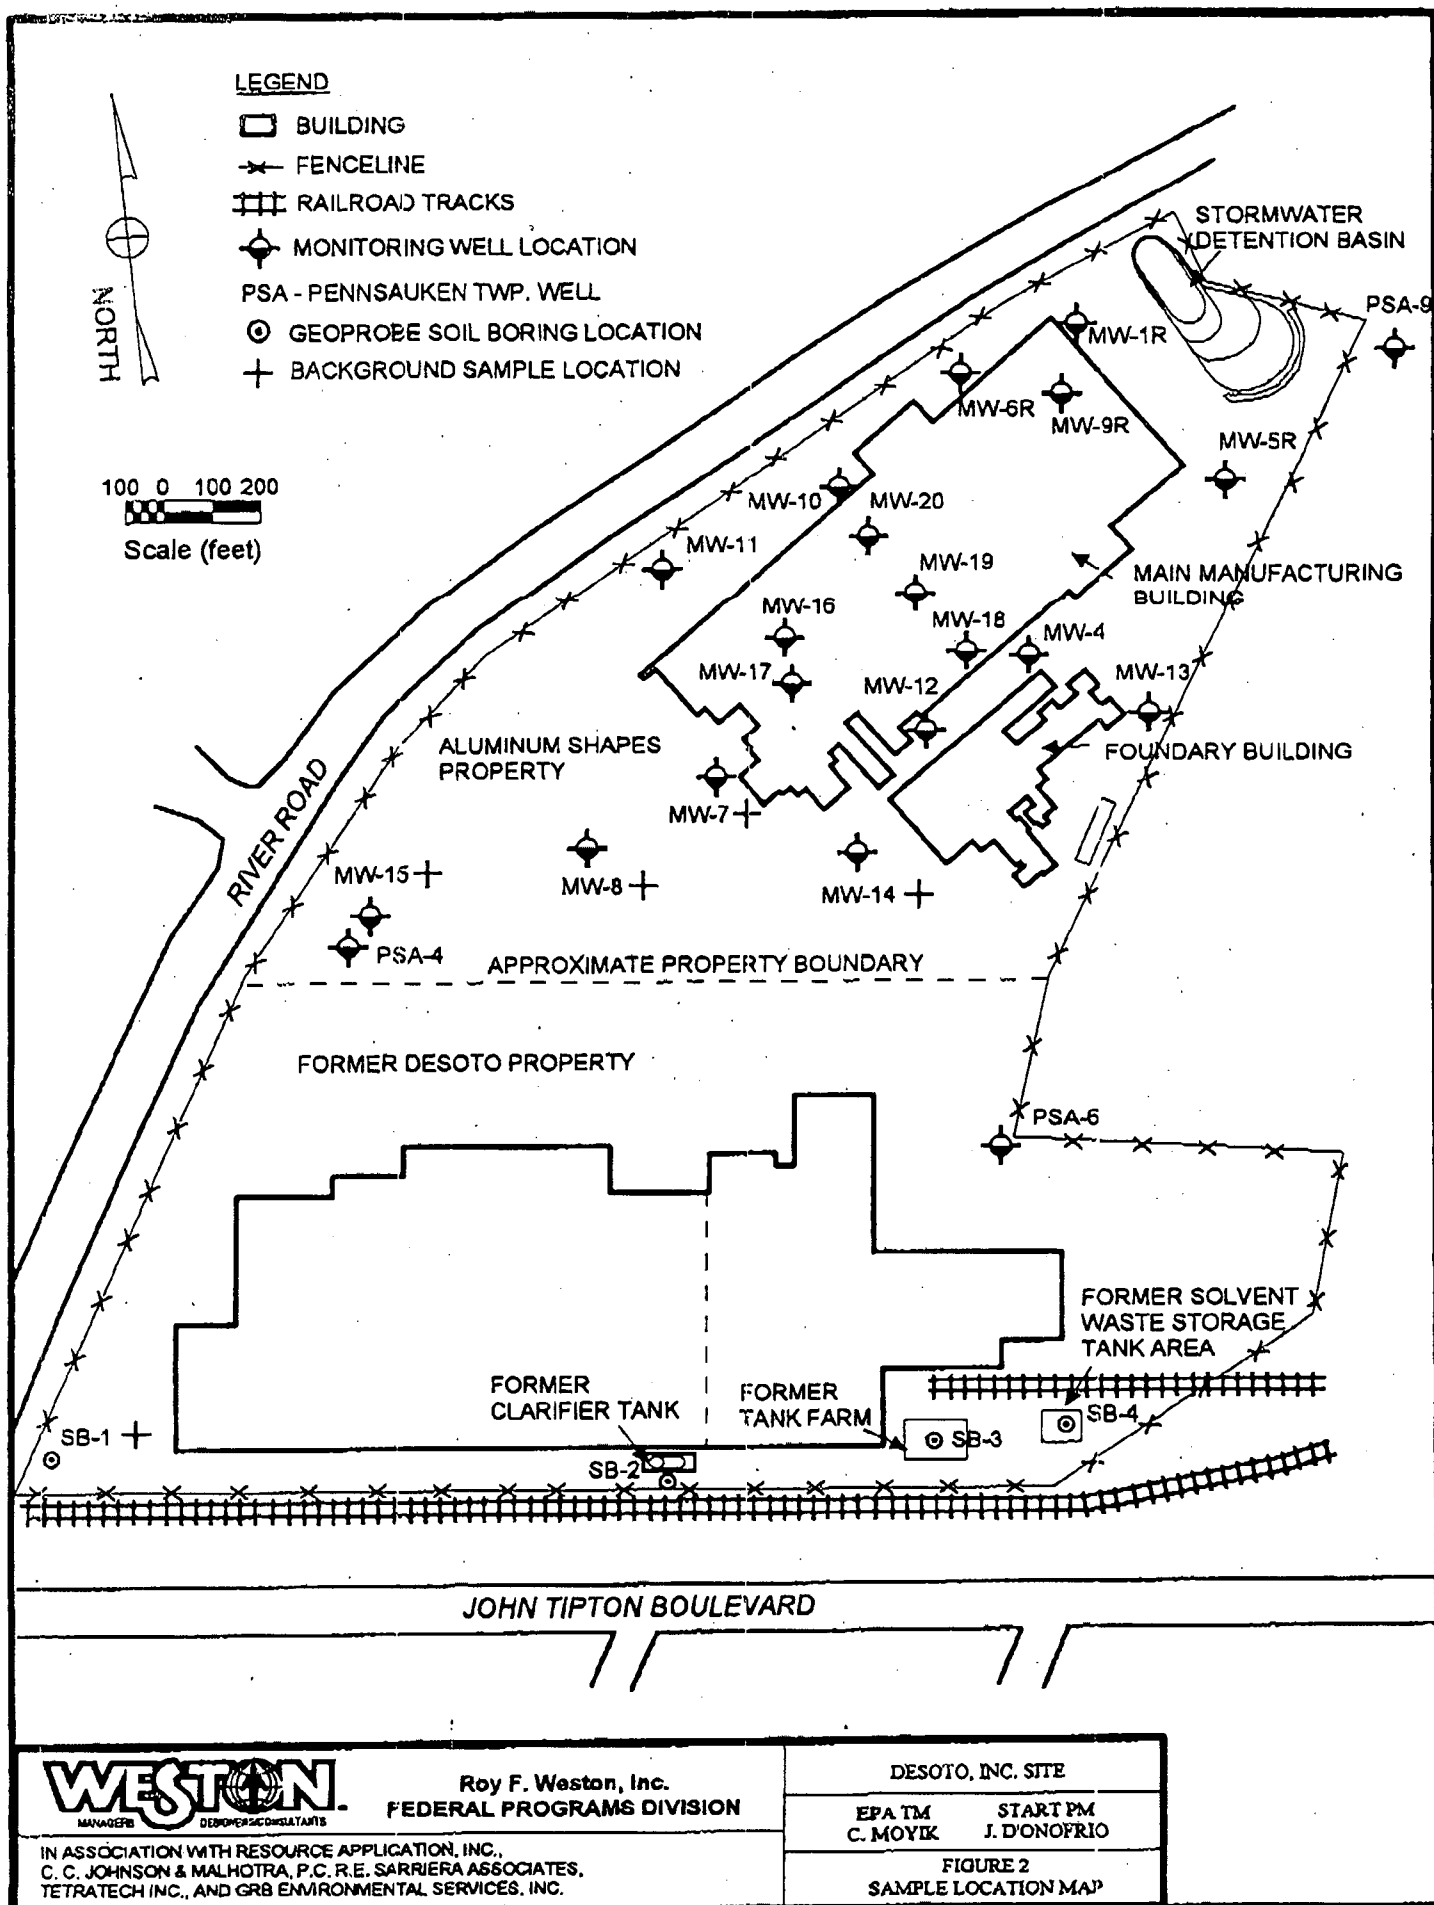 LEGEND
BUILDING
FENCELINE
RAILROAD TRACKS
MONITORING WELL LOCATION
PSA - PENNSAUKEN TWP. WELL
GEOPROBE SOIL BORING LOCATION
BACKGROUND SAMPLE LOCATION
NORTH
100 0 100 200
Scale (feet)
STORMWATER
DETENTION BASIN
PSA-9
MW-1R
MW-6R
MW-9R
MW-5R
MW-10
MW-20
MW-11
MW-19
MAIN MANUFACTURING
BUILDING
MW-16
MW-18
MW-4
MW-17
MW-12
MW-13
ALUMINUM SHAPES
PROPERTY
FOUNDARY BUILDING
RIVER ROAD
MW-7
MW-15
MW-8
MW-14
PSA-4
APPROXIMATE PROPERTY BOUNDARY
FORMER DESOTO PROPERTY
PSA-6
FORMER SOLVENT
WASTE STORAGE
TANK AREA
FORMER
CLARIFIER TANK
FORMER
TANK FARM
SB-4
SB-1
SB-3
SB-2
JOHN TIPTON BOULEVARD
WESTON
MANAGERS DESIGNERS/CONSULTANTS
Roy F. Weston, Inc.
FEDERAL PROGRAMS DIVISION
IN ASSOCIATION WITH RESOURCE APPLICATION, INC.,
C. C. JOHNSON & MALHOTRA, P.C. R.E. SARRIERA ASSOCIATES,
TETRATECH INC., AND GRB ENVIRONMENTAL SERVICES, INC.
DESOTO, INC. SITE
EPA TM START PM
C. MOYIK J. D'ONOFRIO
FIGURE 2
SAMPLE LOCATION MAP